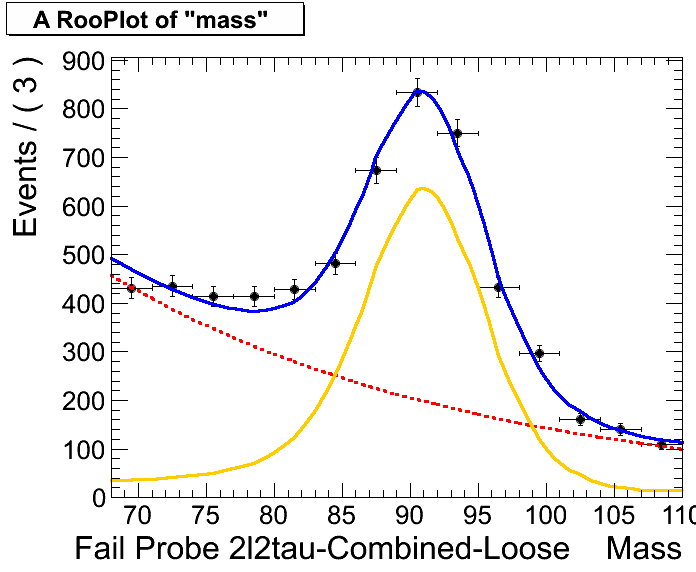 A RooPlot of "mass"
Events / ( 3 )
900
800
700
600
500
400
300
200
100
0
70 75 80 85 90 95 100 105 110
Fail Probe 2l2tau-Combined-Loose Mass